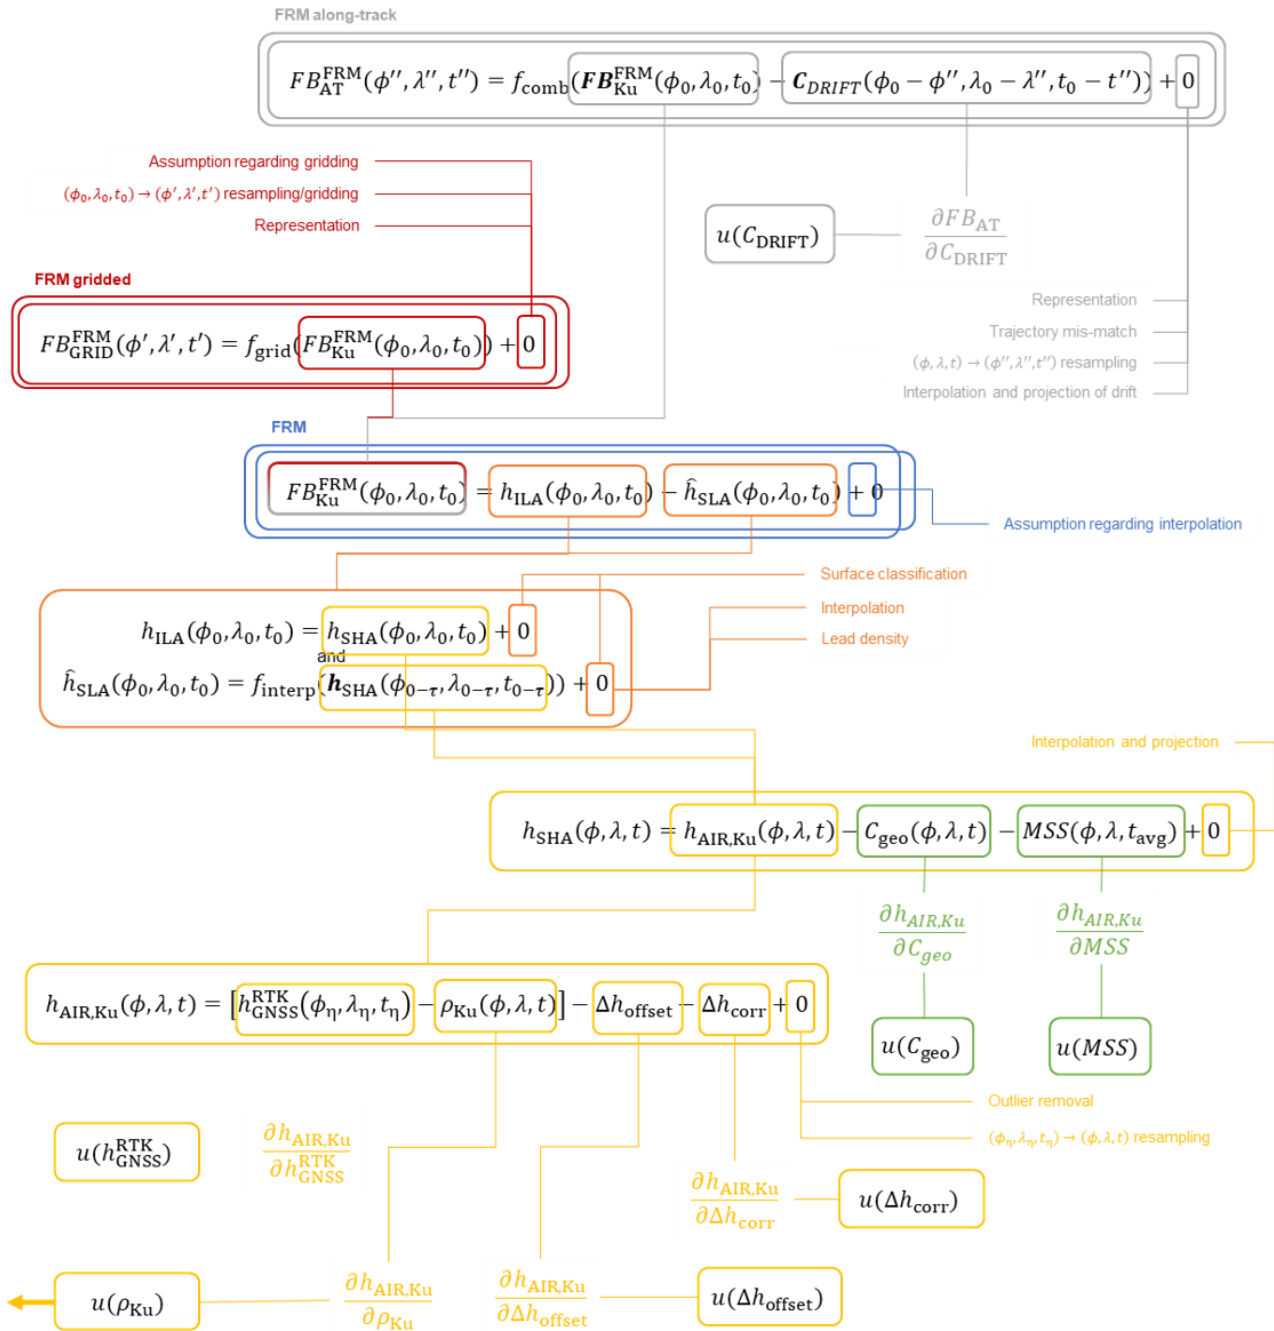 FRM along-track
FB_AT^FRM(ϕ′′, λ′′, t′′) = f_comb(FB_Ku^FRM(ϕ_0, λ_0, t_0) − C_DRIFT(ϕ_0 − ϕ′′, λ_0 − λ′′, t_0 − t′′)) + 0
Assumption regarding gridding
(ϕ_0, λ_0, t_0) → (ϕ′, λ′, t′) resampling/gridding
Representation
u(C_DRIFT)
∂FB_AT
∂C_DRIFT
FRM gridded
FB_GRID^FRM(ϕ′, λ′, t′) = f_grid(FB_Ku^FRM(ϕ_0, λ_0, t_0)) + 0
Representation
Trajectory mis-match
(ϕ, λ, t) → (ϕ′′, λ′′, t′′) resampling
Interpolation and projection of drift
FRM
FB_Ku^FRM(ϕ_0, λ_0, t_0) = h_ILA(ϕ_0, λ_0, t_0) − ĥ_SLA(ϕ_0, λ_0, t_0) + 0
Assumption regarding interpolation
Surface classification
Interpolation
Lead density
h_ILA(ϕ_0, λ_0, t_0) = h_SHA(ϕ_0, λ_0, t_0) + 0
and
ĥ_SLA(ϕ_0, λ_0, t_0) = f_interp(h_SHA(ϕ_{0−τ}, λ_{0−τ}, t_{0−τ})) + 0
Interpolation and projection
h_SHA(ϕ, λ, t) = h_AIR,Ku(ϕ, λ, t) − C_geo(ϕ, λ, t) − MSS(ϕ, λ, t_avg) + 0
∂h_AIR,Ku
∂C_geo
∂h_AIR,Ku
∂MSS
h_AIR,Ku(ϕ, λ, t) = [h_GNSS^RTK(ϕ_η, λ_η, t_η) − ρ_Ku(ϕ, λ, t)] − Δh_offset − Δh_corr + 0
u(C_geo)
u(MSS)
Outlier removal
(ϕ_η, λ_η, t_η) → (ϕ, λ, t) resampling
u(h_GNSS^RTK)
∂h_AIR,Ku
∂h_GNSS^RTK
∂h_AIR,Ku
∂Δh_corr
u(Δh_corr)
u(ρ_Ku)
∂h_AIR,Ku
∂ρ_Ku
∂h_AIR,Ku
∂Δh_offset
u(Δh_offset)